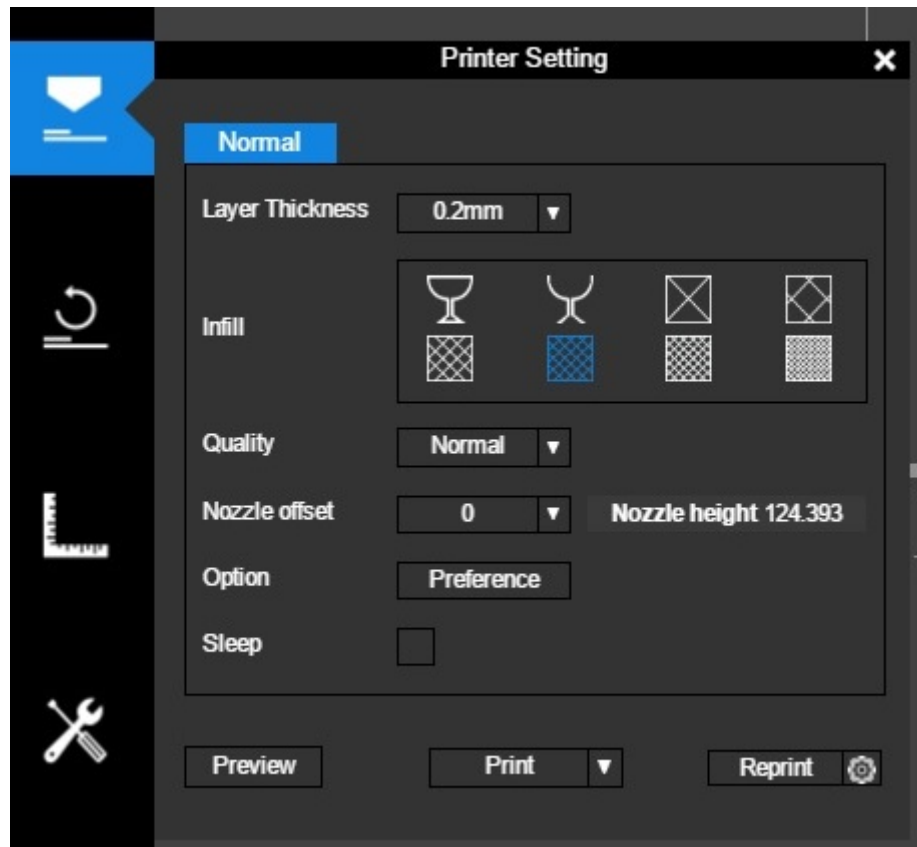 Printer Setting
Normal
Layer Thickness 0.2mm
Infill
Quality Normal
Nozzle offset 0 Nozzle height 124.393
Option Preference
Sleep
Preview Print Reprint